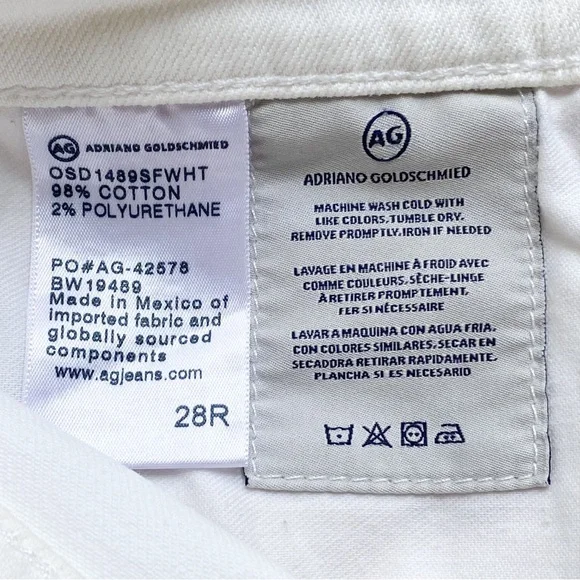 AG ADRIANO GOLDSCHMIED
OSD1489SFWHT
98% COTTON
2% POLYURETHANE
PO#AG-42578
BW19489
Made in Mexico of
imported fabric and
globally sourced
components
www.agjeans.com
28R
AG
ADRIANO GOLDSCHMIED
MACHINE WASH COLD WITH
LIKE COLORS. TUMBLE DRY.
REMOVE PROMPTLY. IRON IF NEEDED
LAVAGE EN MACHINE À FROID AVEC
COMME COULEURS. SÈCHE-LINGE
À RETIRER PROMPTEMENT,
FER SI NÉCESSAIRE
LAVAR A MAQUINA CON AGUA FRIA,
CON COLORES SIMILARES. SECAR EN
SECADORA RETIRAR RAPIDAMENTE.
PLANCHA SI ES NECESARIO